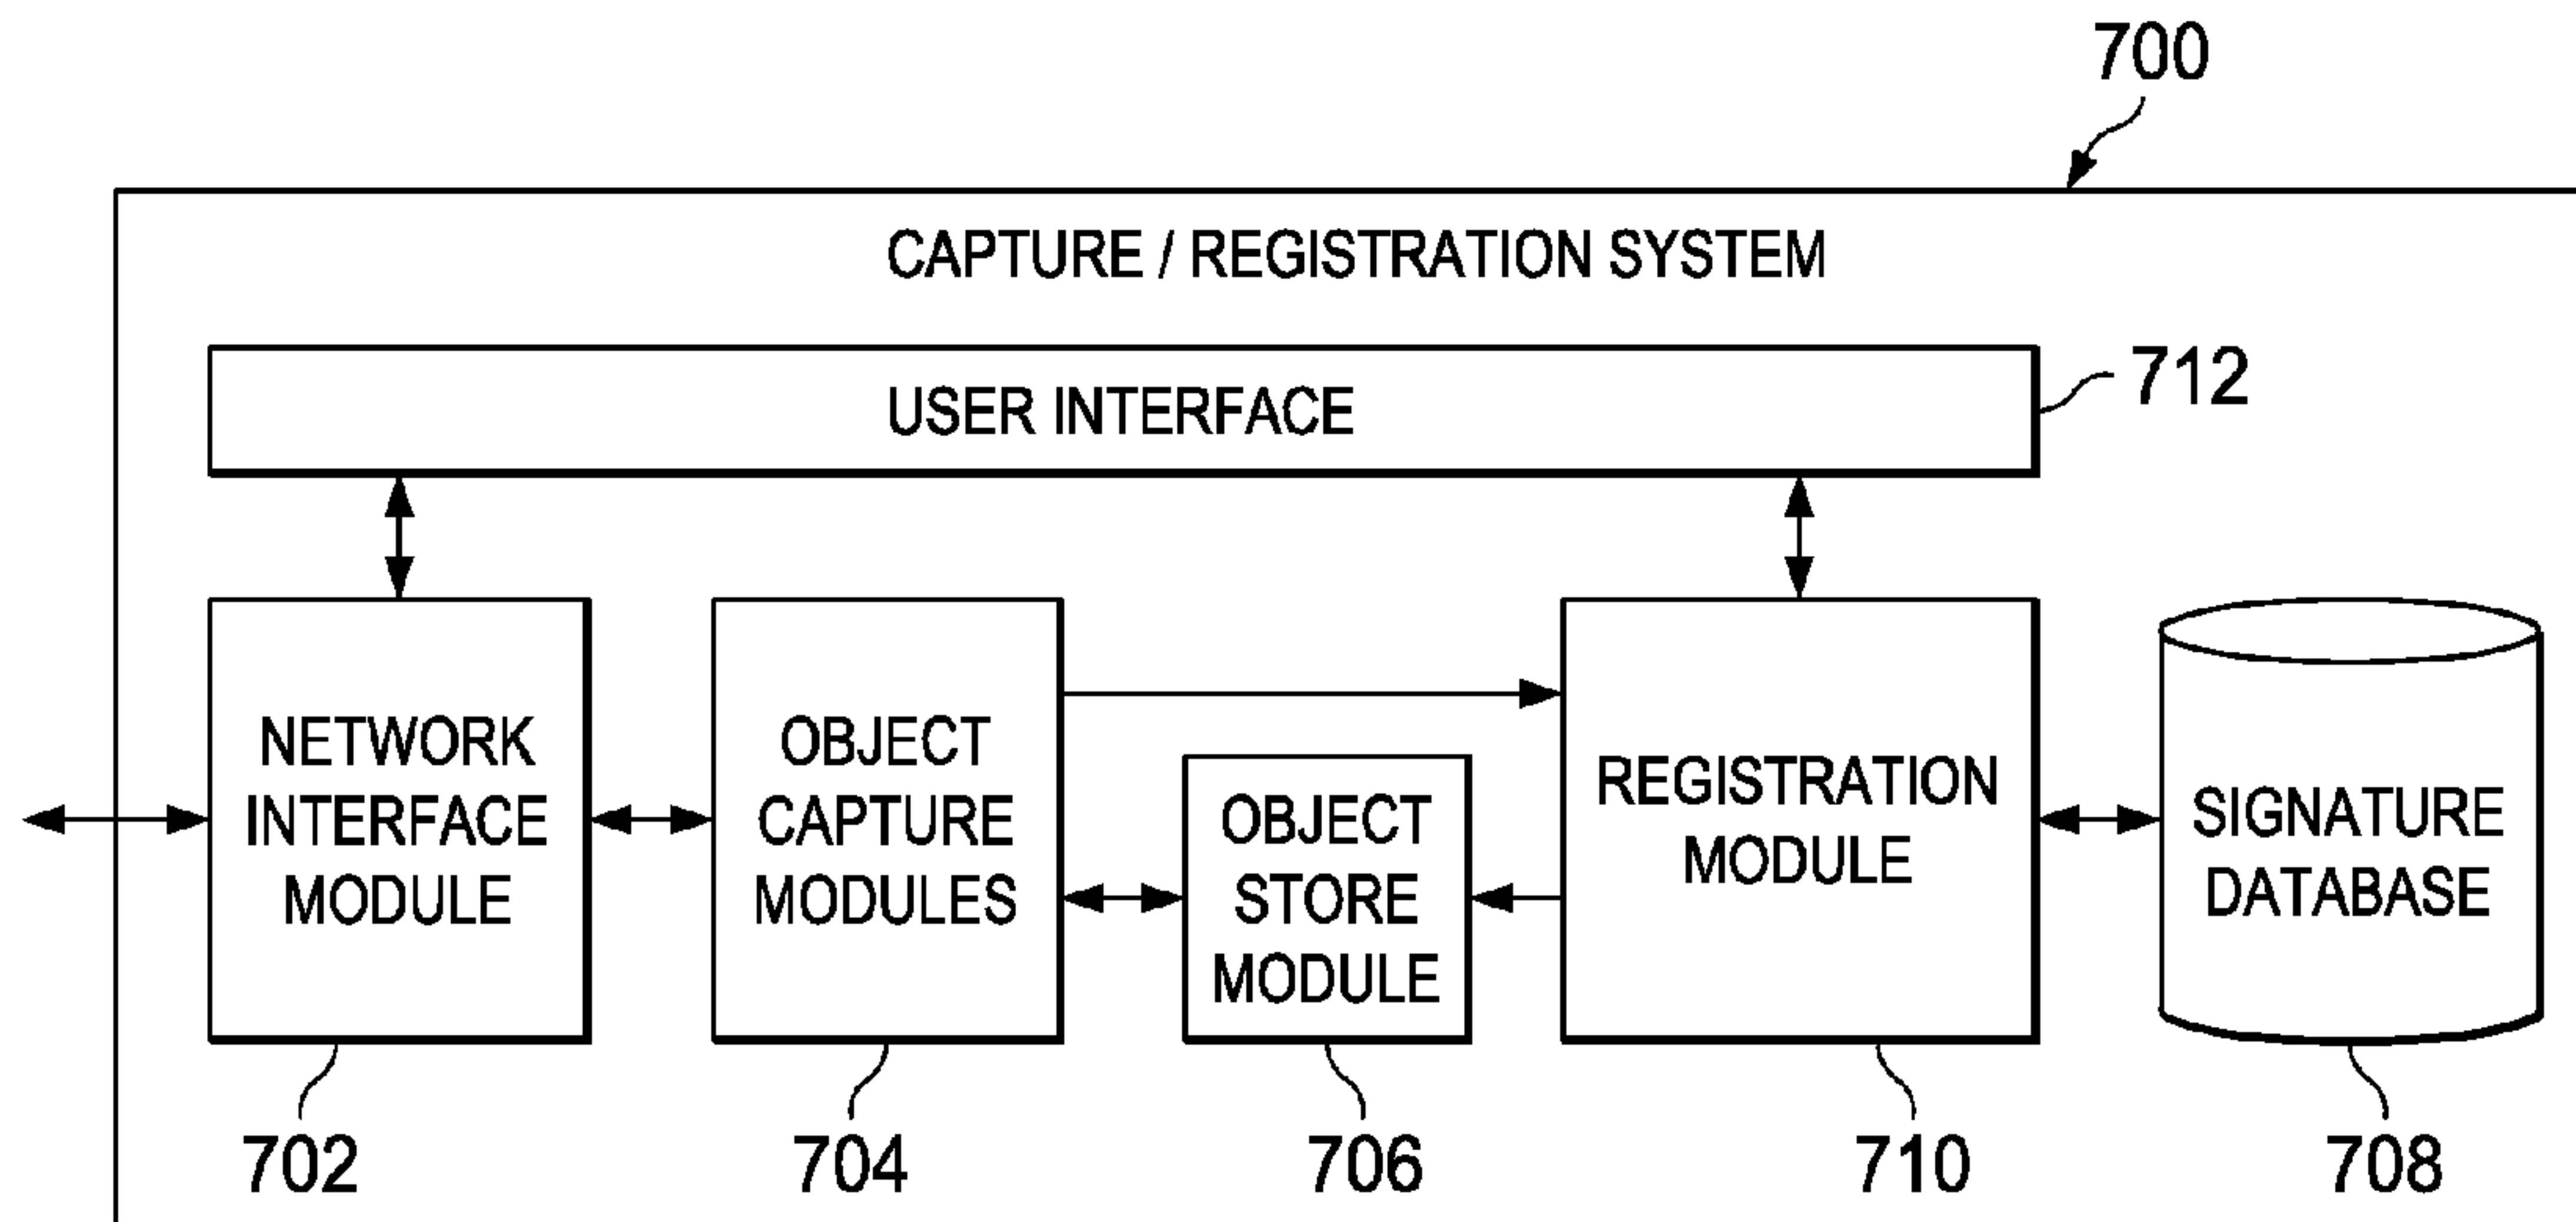 700
CAPTURE / REGISTRATION SYSTEM
USER INTERFACE
712
NETWORK
INTERFACE
MODULE
OBJECT
CAPTURE
MODULES
OBJECT
STORE
MODULE
REGISTRATION
MODULE
SIGNATURE
DATABASE
702
704
706
710
708